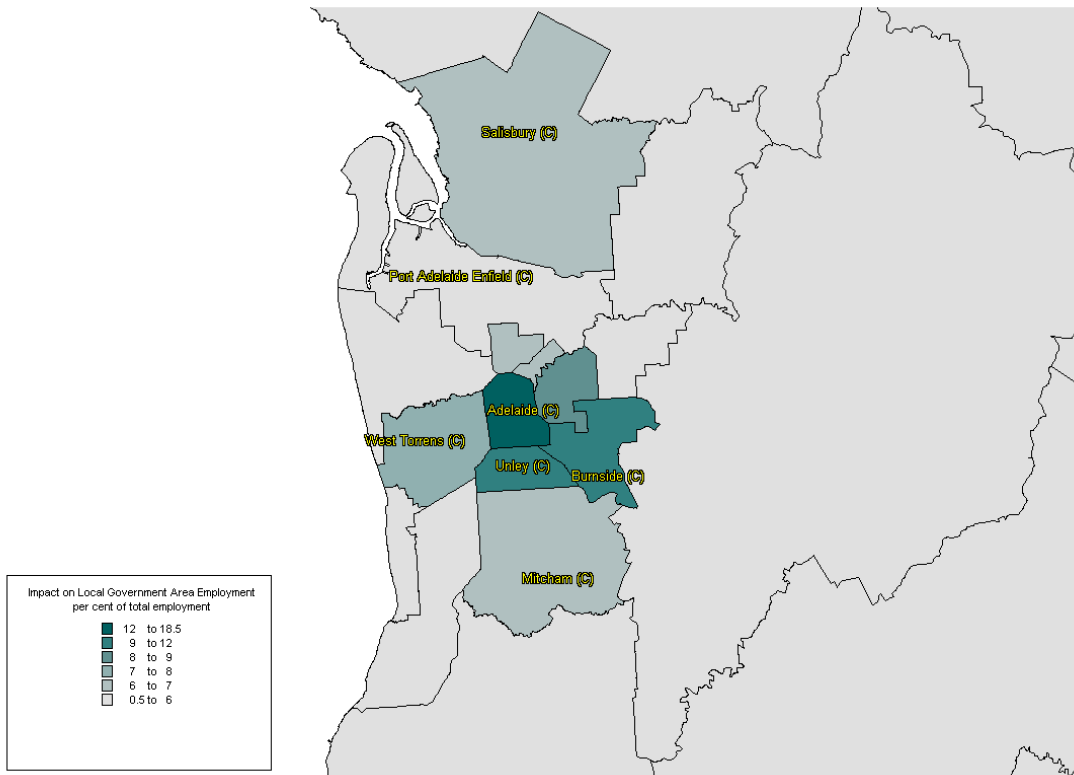 Salisbury (C)
Port Adelaide Enfield (C)
Adelaide (C)
West Torrens (C)
Unley (C)
Burnside (C)
Mitcham (C)
Impact on Local Government Area Employment
per cent of total employment
12 to 18.5
9 to 12
8 to 9
7 to 8
6 to 7
0.5 to 6